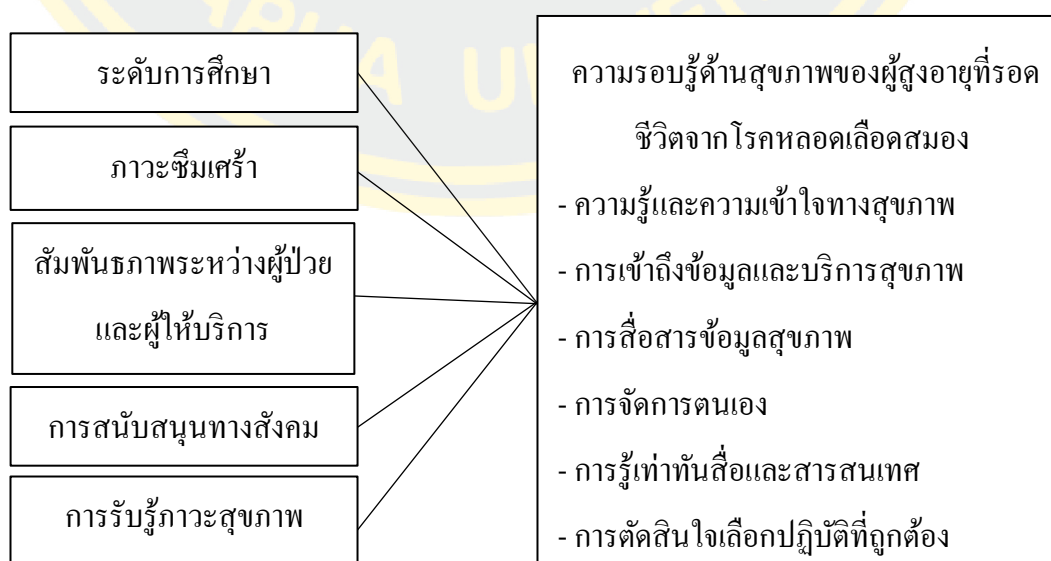 ระดับการศึกษา
ภาวะซึมเศร้า
สัมพันธภาพระหว่างผู้ป่วย
และผู้ให้บริการ
การสนับสนุนทางสังคม
การรับรู้ภาวะสุขภาพ
ความรอบรู้ด้านสุขภาพของผู้สูงอายุที่รอด
ชีวิตจากโรคหลอดเลือดสมอง
- ความรู้และความเข้าใจทางสุขภาพ
- การเข้าถึงข้อมูลและบริการสุขภาพ
- การสื่อสารข้อมูลสุขภาพ
- การจัดการตนเอง
- การรู้เท่าทันสื่อและสารสนเทศ
- การตัดสินใจเลือกปฏิบัติที่ถูกต้อง